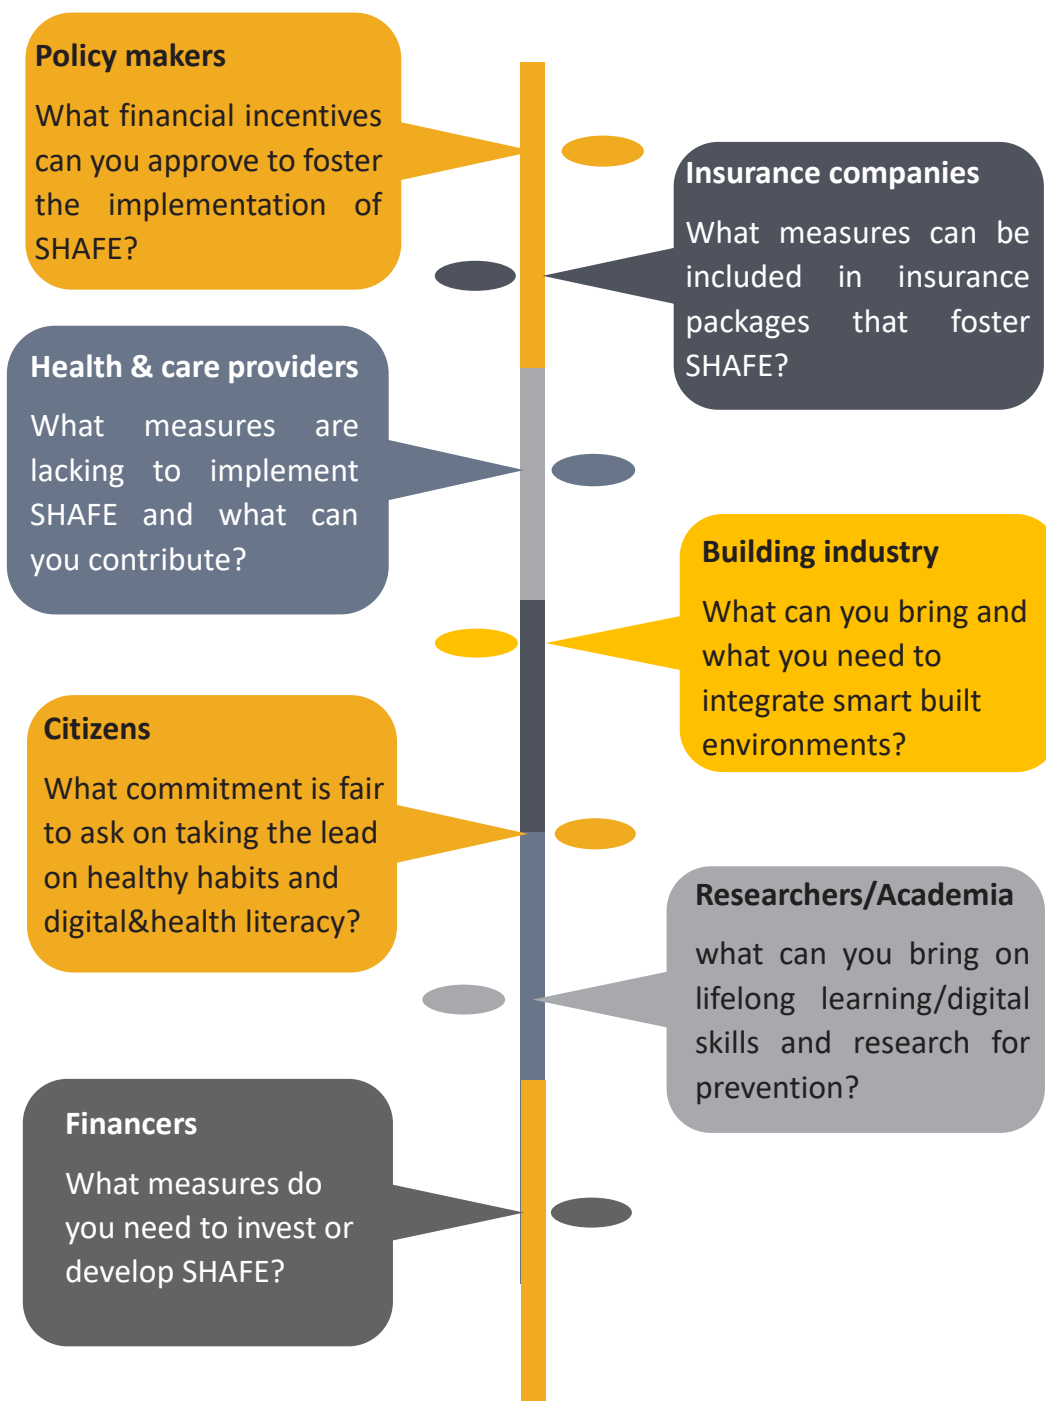 Policy makers
What financial incentives
can you approve to foster
the implementation of
SHAFE?
Insurance companies
What measures can be
included in insurance
packages that foster
SHAFE?
Health & care providers
What measures are
lacking to implement
SHAFE and what can
you contribute?
Building industry
What can you bring and
what you need to
integrate smart built
environments?
Citizens
What commitment is fair
to ask on taking the lead
on healthy habits and
digital&health literacy?
Researchers/Academia
what can you bring on
lifelong learning/digital
skills and research for
prevention?
Financers
What measures do
you need to invest or
develop SHAFE?